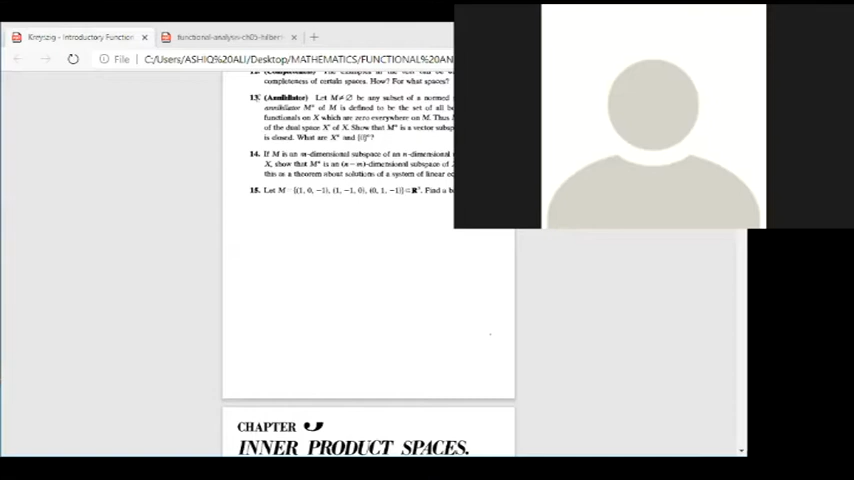 Kreyszig - Introductory Function
functional-analysis-ch05-hilbert
File C:/Users/ASHIQ%20ALI/Desktop/MATHEMATICS/FUNCTIONAL%20AN
completeness of certain spaces. How? For what spaces?
13. (Annihilator) Let M ≠ ∅ be any subset of a normed s
annihilator Mᵃ of M is defined to be the set of all bo
functionals on X which are zero everywhere on M. Thus M
of the dual space X' of X. Show that Mᵃ is a vector subsp
is closed. What are Xᵃ and {0}ᵃ?
14. If M is an m-dimensional subspace of an n-dimensional
X, show that Mᵃ is an (n − m)-dimensional subspace of
this as a theorem about solutions of a system of linear eq
15. Let M = {(1, 0, −1), (1, −1, 0), (0, 1, −1)} ⊂ R³. Find a b
CHAPTER 3
INNER PRODUCT SPACES.